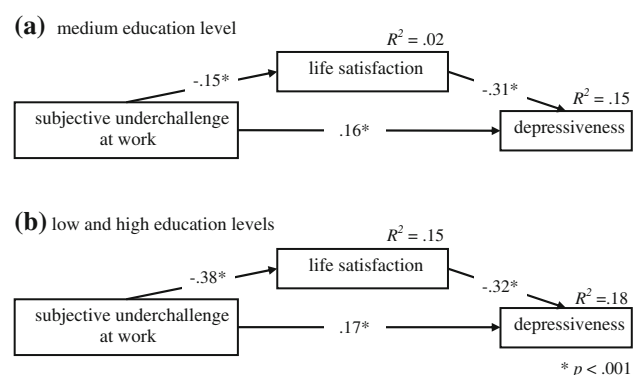 (a) medium education level
R² = .02
life satisfaction
-.15*
-.31*
R² = .15
subjective underchallenge
at work
.16*
depressiveness
(b) low and high education levels
R² = .15
life satisfaction
-.38*
-.32*
R² =.18
subjective underchallenge
at work
.17*
depressiveness
* p < .001